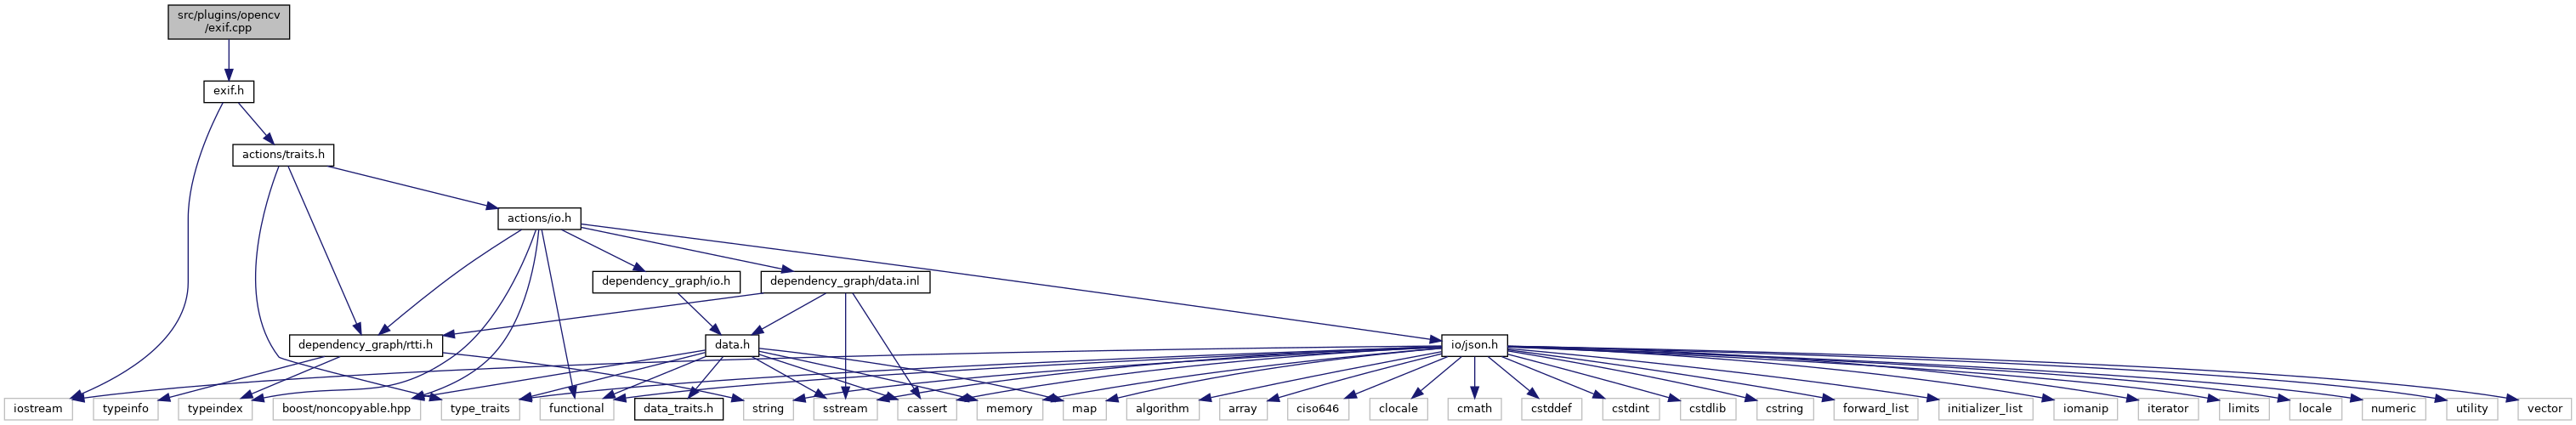 src/plugins/opencv
/exif.cpp
exif.h
actions/traits.h
actions/io.h
dependency_graph/io.h
dependency_graph/data.inl
dependency_graph/rtti.h
data.h
io/json.h
iostream
typeinfo
typeindex
boost/noncopyable.hpp
type_traits
functional
data_traits.h
string
sstream
cassert
memory
map
algorithm
array
ciso646
clocale
cmath
cstddef
cstdint
cstdlib
cstring
forward_list
initializer_list
iomanip
iterator
limits
locale
numeric
utility
vector